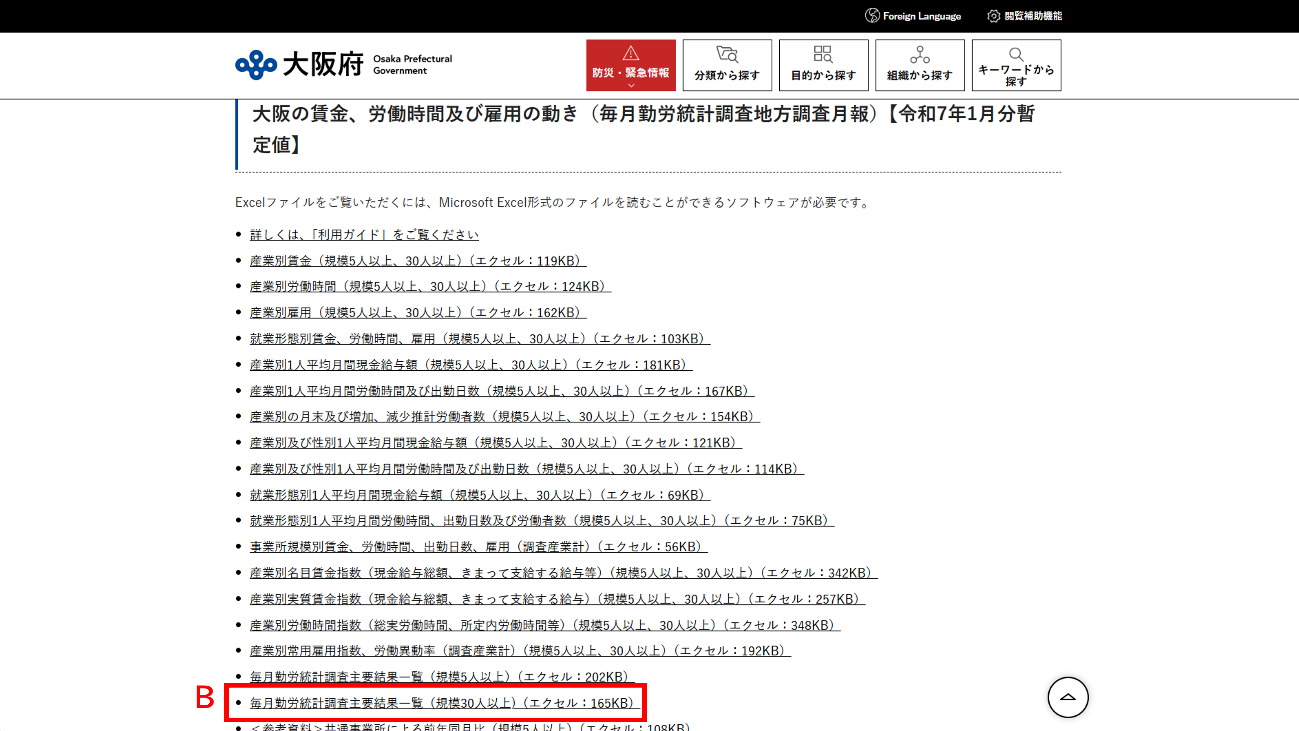 Foreign Language 閲覧補助機能
大阪府 Osaka Prefectural Government
防災・緊急情報
分類から探す
目的から探す
組織から探す
キーワードから
探す
大阪の賃金、労働時間及び雇用の動き（毎月勤労統計調査地方調査月報）【令和7年1月分暫
定値】
Excelファイルをご覧いただくには、Microsoft Excel形式のファイルを読むことができるソフトウェアが必要です。
詳しくは、「利用ガイド」をご覧ください
産業別賃金（規模5人以上、30人以上）（エクセル：119KB）
産業別労働時間（規模5人以上、30人以上）（エクセル：124KB）
産業別雇用（規模5人以上、30人以上）（エクセル：162KB）
就業形態別賃金、労働時間、雇用（規模5人以上、30人以上）（エクセル：103KB）
産業別1人平均月間現金給与額（規模5人以上、30人以上）（エクセル：181KB）
産業別1人平均月間労働時間及び出勤日数（規模5人以上、30人以上）（エクセル：167KB）
産業別の月末及び増加、減少推計労働者数（規模5人以上、30人以上）（エクセル：154KB）
産業別及び性別1人平均月間現金給与額（規模5人以上、30人以上）（エクセル：121KB）
産業別及び性別1人平均月間労働時間及び出勤日数（規模5人以上、30人以上）（エクセル：114KB）
就業形態別1人平均月間現金給与額（規模5人以上、30人以上）（エクセル：69KB）
就業形態別1人平均月間労働時間、出勤日数及び労働者数（規模5人以上、30人以上）（エクセル：75KB）
事業所規模別賃金、労働時間、出勤日数、雇用（調査産業計）（エクセル：56KB）
産業別名目賃金指数（現金給与総額、きまって支給する給与等）（規模5人以上、30人以上）（エクセル：342KB）
産業別実質賃金指数（現金給与総額、きまって支給する給与）（規模5人以上、30人以上）（エクセル：257KB）
産業別労働時間指数（総実労働時間、所定内労働時間等）（規模5人以上、30人以上）（エクセル：348KB）
産業別常用雇用指数、労働異動率（調査産業計）（規模5人以上、30人以上）（エクセル：192KB）
毎月勤労統計調査主要結果一覧（規模5人以上）（エクセル：202KB）
B 毎月勤労統計調査主要結果一覧（規模30人以上）（エクセル：165KB）
＜参考資料＞共通事業所による前年同月比（規模5人以上）（エクセル：108KB）